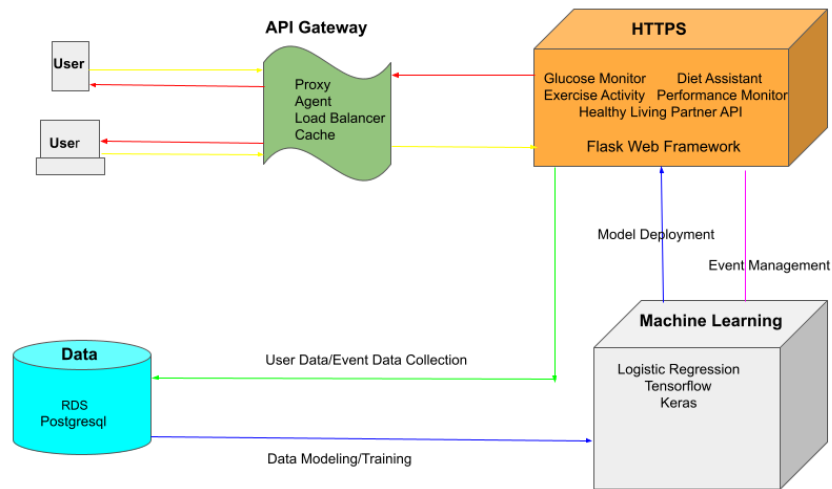 API Gateway
HTTPS
User
Proxy
Agent
Load Balancer
Cache
Glucose Monitor Diet Assistant
Exercise Activity Performance Monitor
Healthy Living Partner API
Flask Web Framework
User
Model Deployment
Event Management
Machine Learning
Logistic Regression
Tensorflow
Keras
Data
User Data/Event Data Collection
RDS
Postgresql
Data Modeling/Training